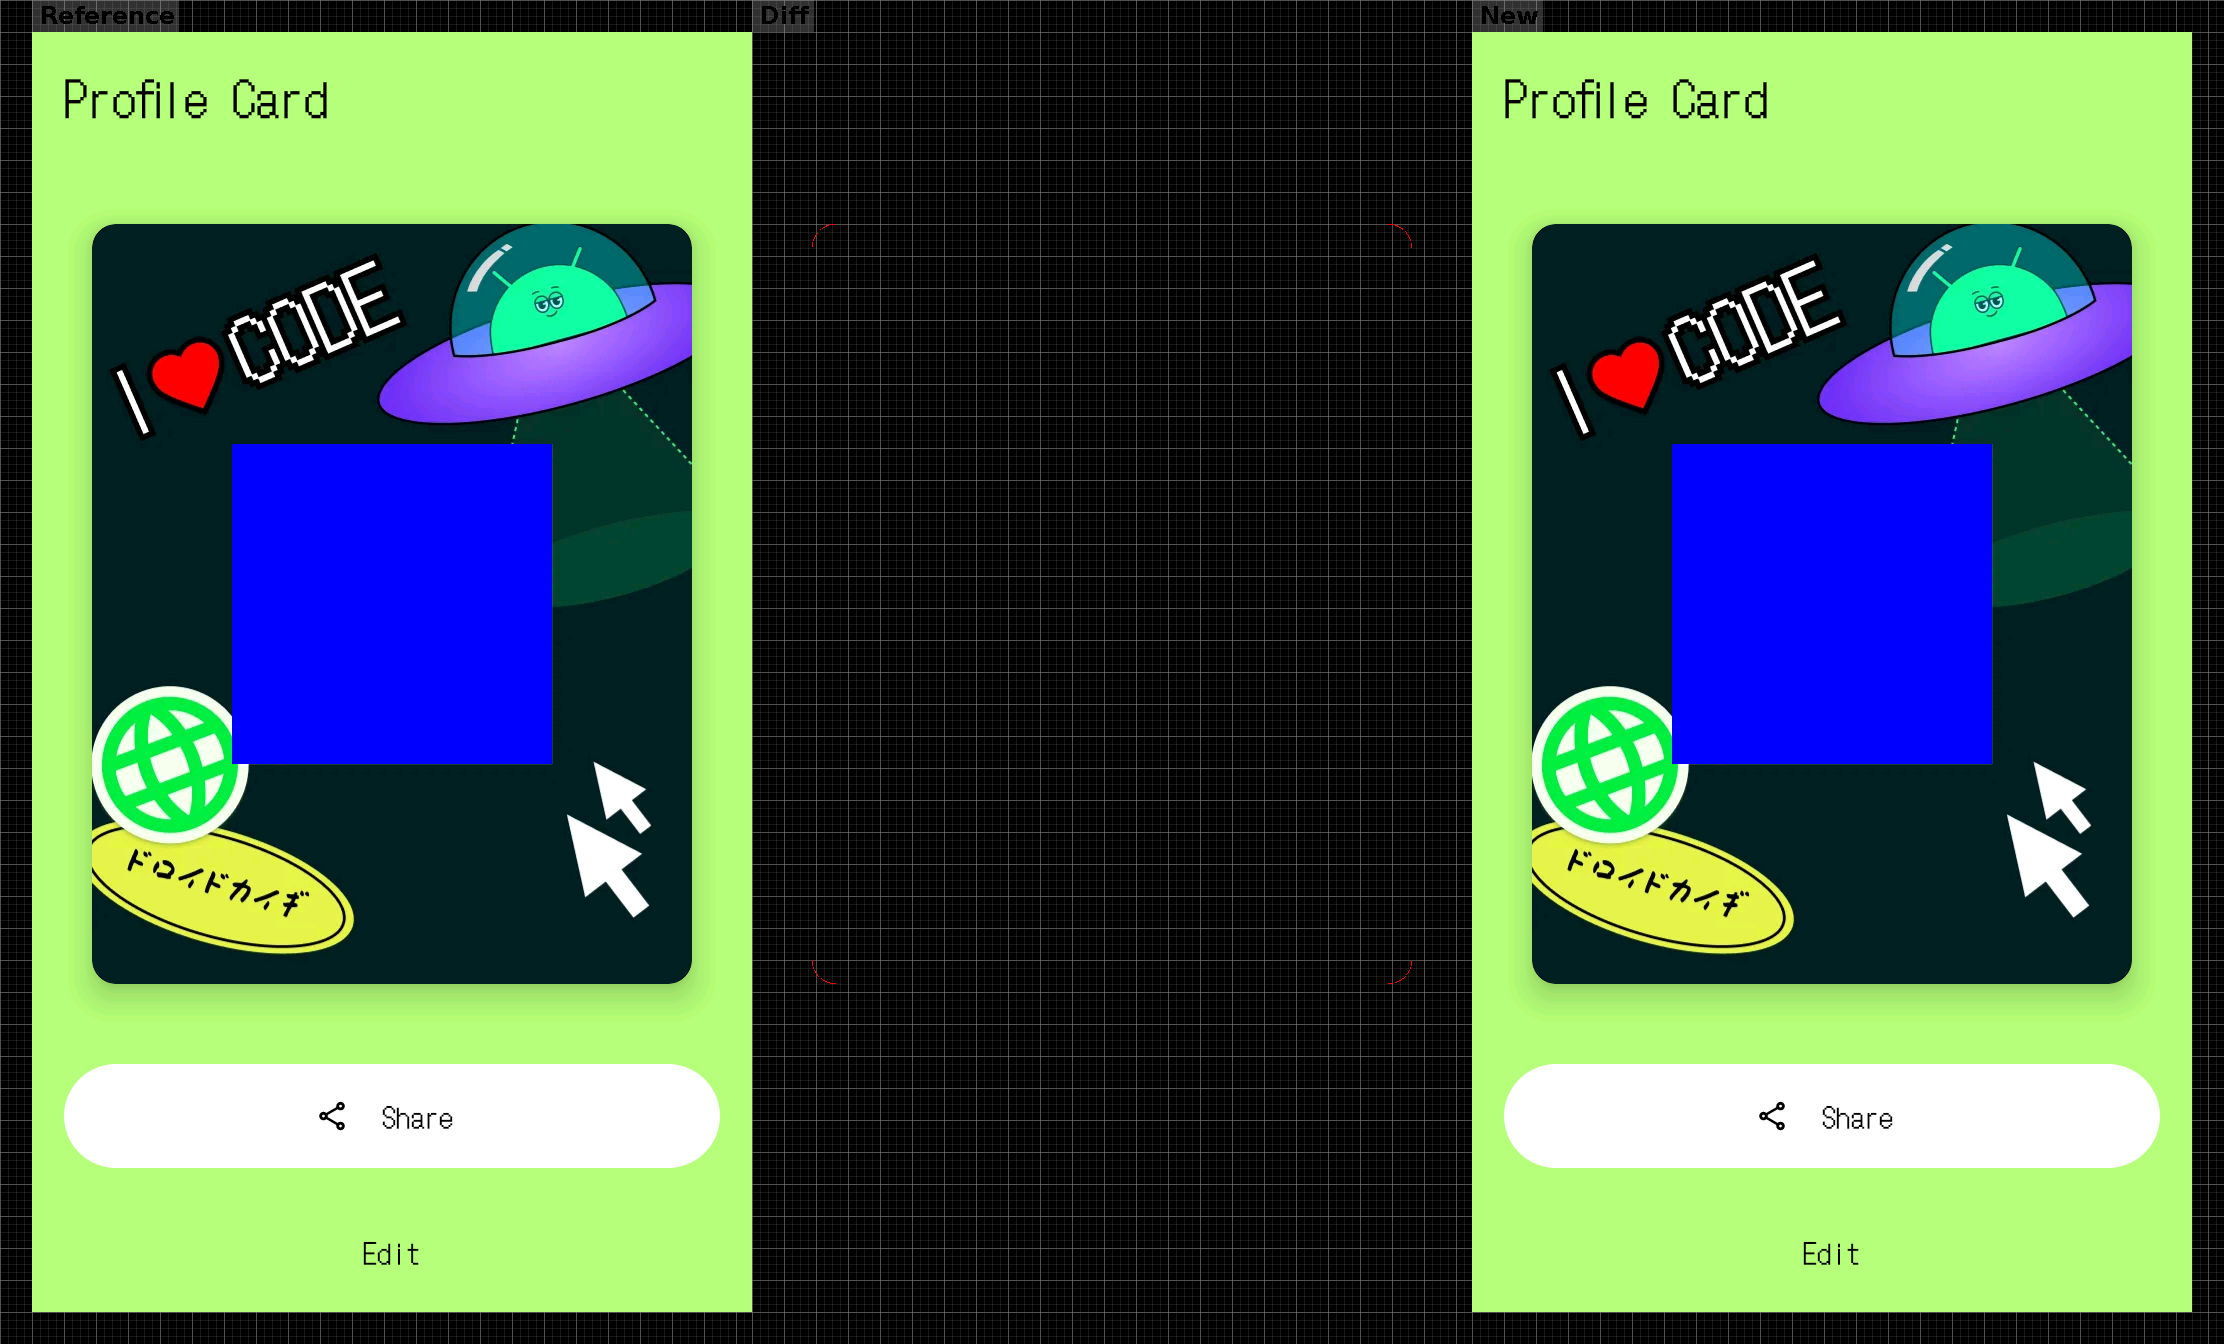 Reference
Diff
New
Profile Card
I ❤ CODE
ドロイドカイギ
Share
Edit
Profile Card
I ❤ CODE
ドロイドカイギ
Share
Edit